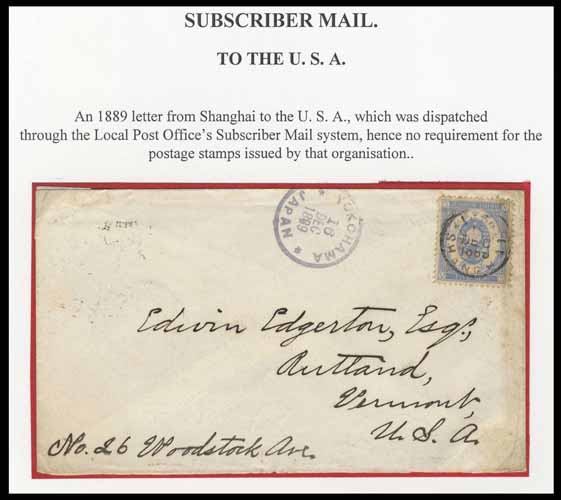 SUBSCRIBER MAIL.
TO THE U. S. A.
An 1889 letter from Shanghai to the U. S. A., which was dispatched
through the Local Post Office's Subscriber Mail system, hence no requirement for the
postage stamps issued by that organisation..
YOKOHAMA
16
DEC
1889
* JAPAN *
Edwin Edgerton, Esq.,
Rutland,
Vermont,
U. S. A.
No. 26 Woodstock Ave.